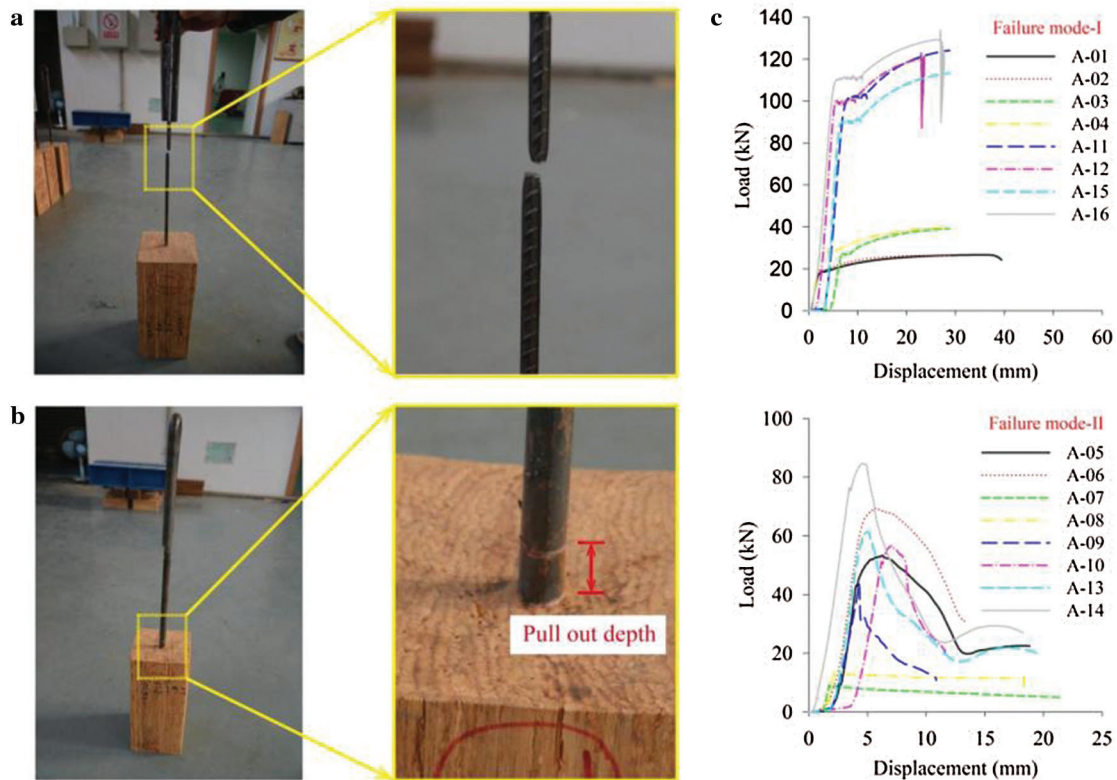 a
b
Pull out depth
c
Failure mode-I
A-01
A-02
A-03
A-04
A-11
A-12
A-15
A-16
Load (kN)
140
120
100
80
60
40
20
0
0 10 20 30 40 50 60
Displacement (mm)
Failure mode-II
A-05
A-06
A-07
A-08
A-09
A-10
A-13
A-14
Load (kN)
100
80
60
40
20
0
0 5 10 15 20 25
Displacement (mm)